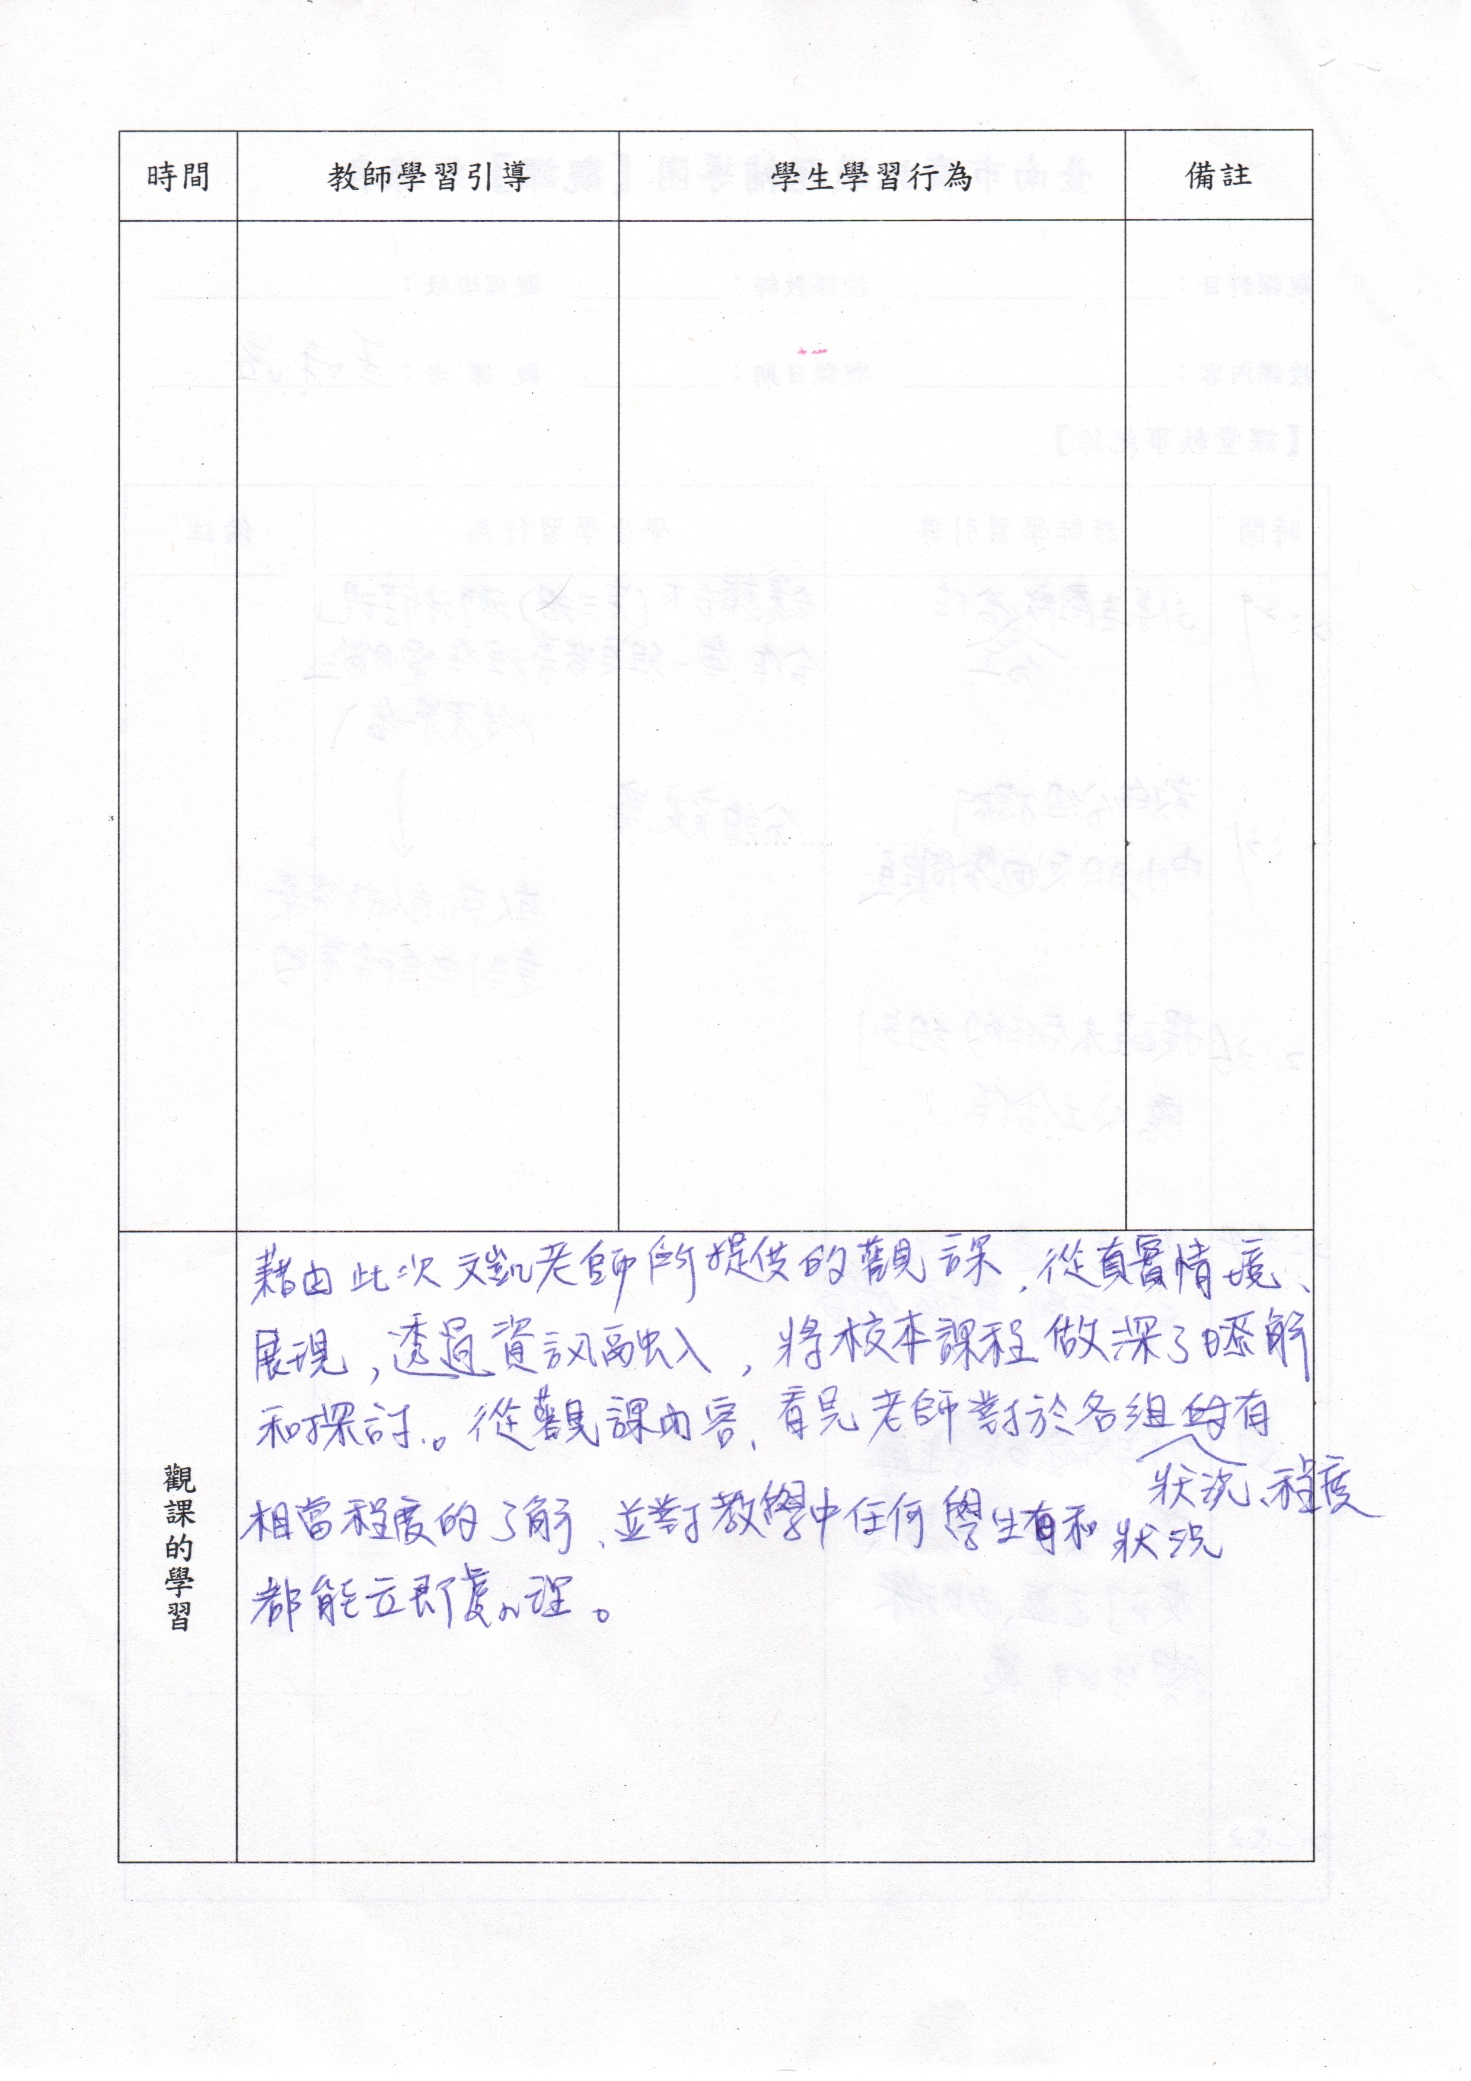 時間 教師學習引導 學生學習行為 備註
藉由此次文凱老師所提供的觀課,從真實情境、
展現,透過資訊融入,將校本課程做深了瞭解
和探討。從觀課內容、看見老師對於各組的有
狀況、程度
相當程度的了解、並對教學中任何學生有和狀況
都能立即處理。
觀課的學習